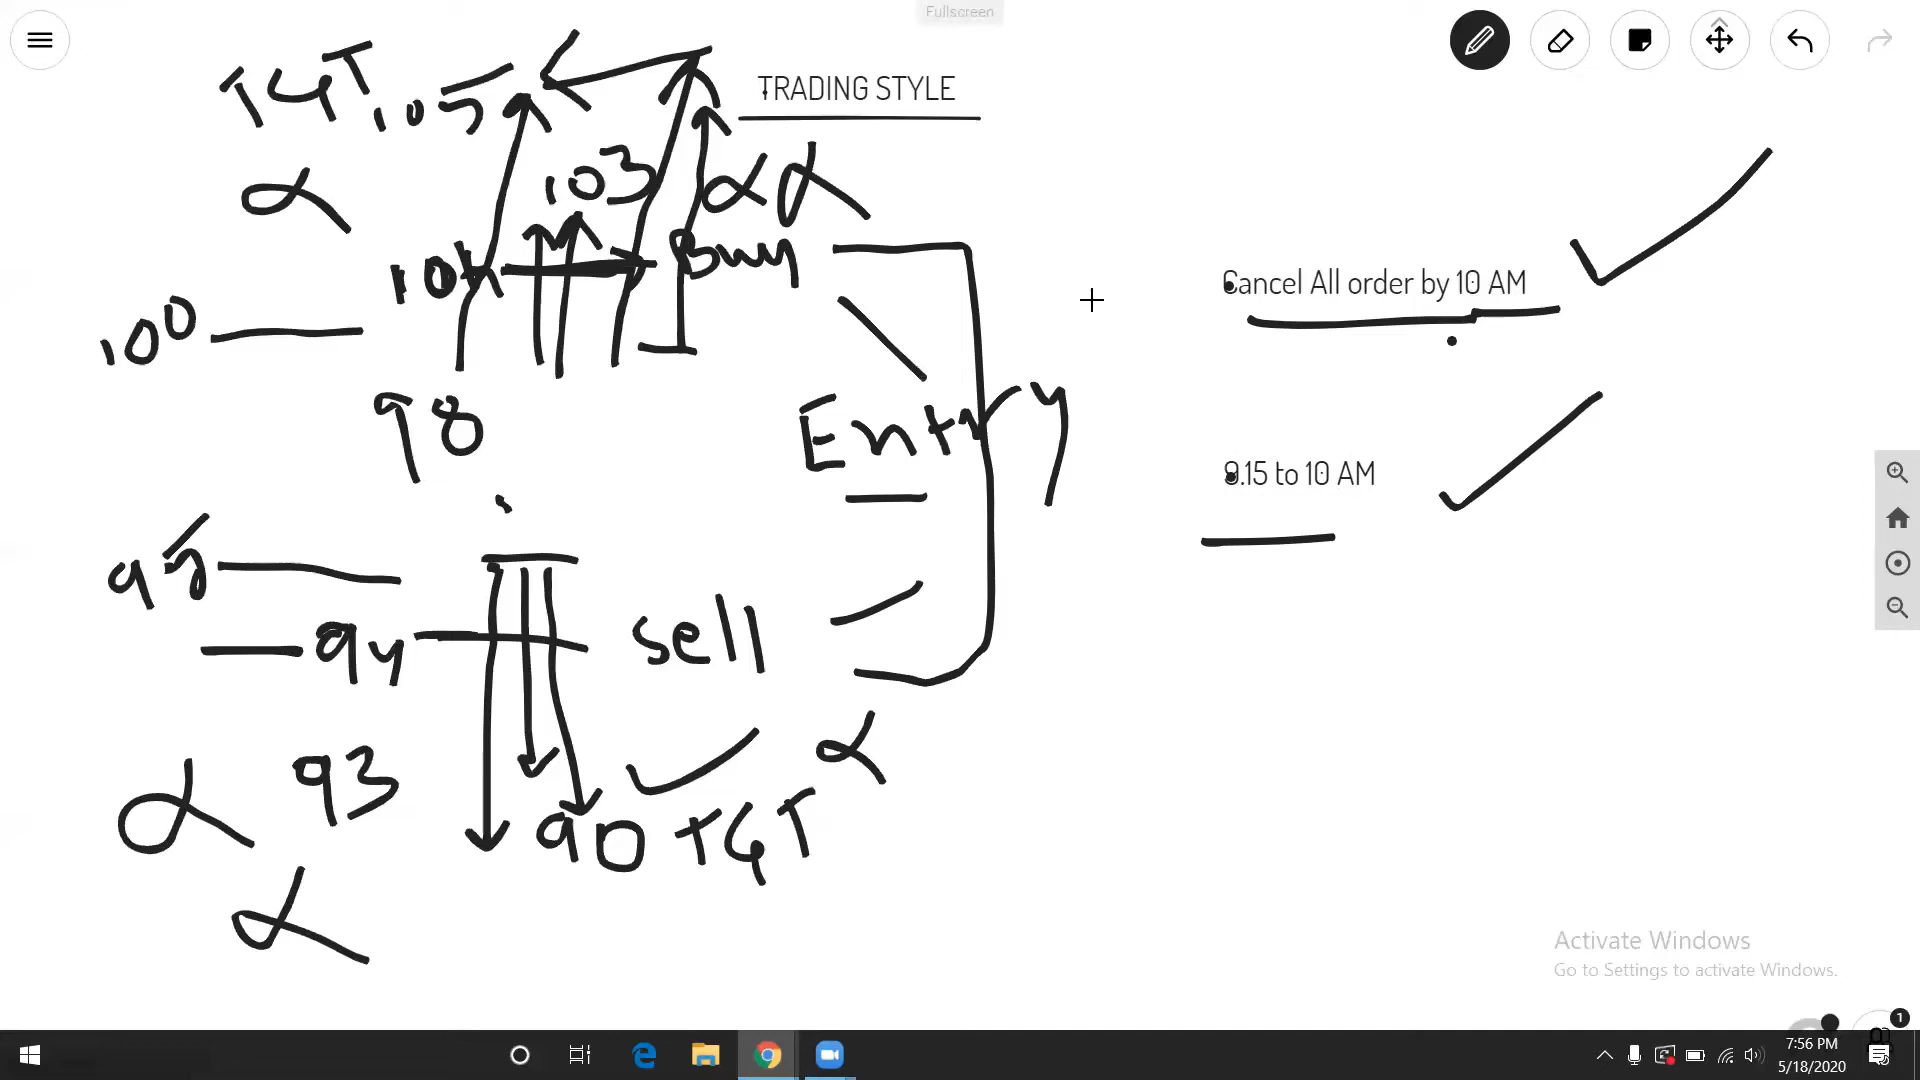 Fullscreen
TRADING STYLE
TGT 105
103
Buy
100
98
Entry
95
94 sell
93
90 TGT
Cancel All order by 10 AM
9.15 to 10 AM
Activate Windows
Go to Settings to activate Windows.
1
7:56 PM
5/18/2020